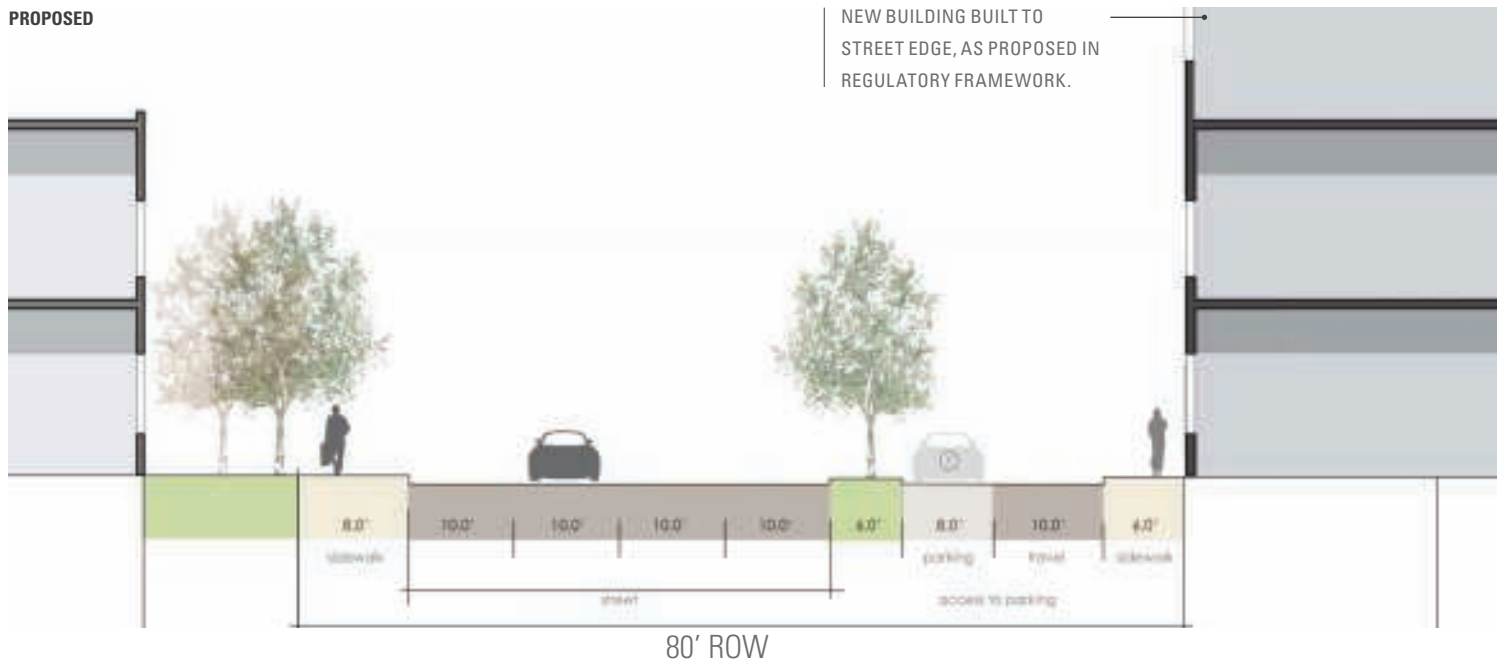 PROPOSED
NEW BUILDING BUILT TO
STREET EDGE, AS PROPOSED IN
REGULATORY FRAMEWORK.
8.0' 10.0' 10.0' 10.0' 10.0' 6.0' 8.0' 10.0' 6.0'
sidewalk parking travel sidewalk
street access to parking
80' ROW